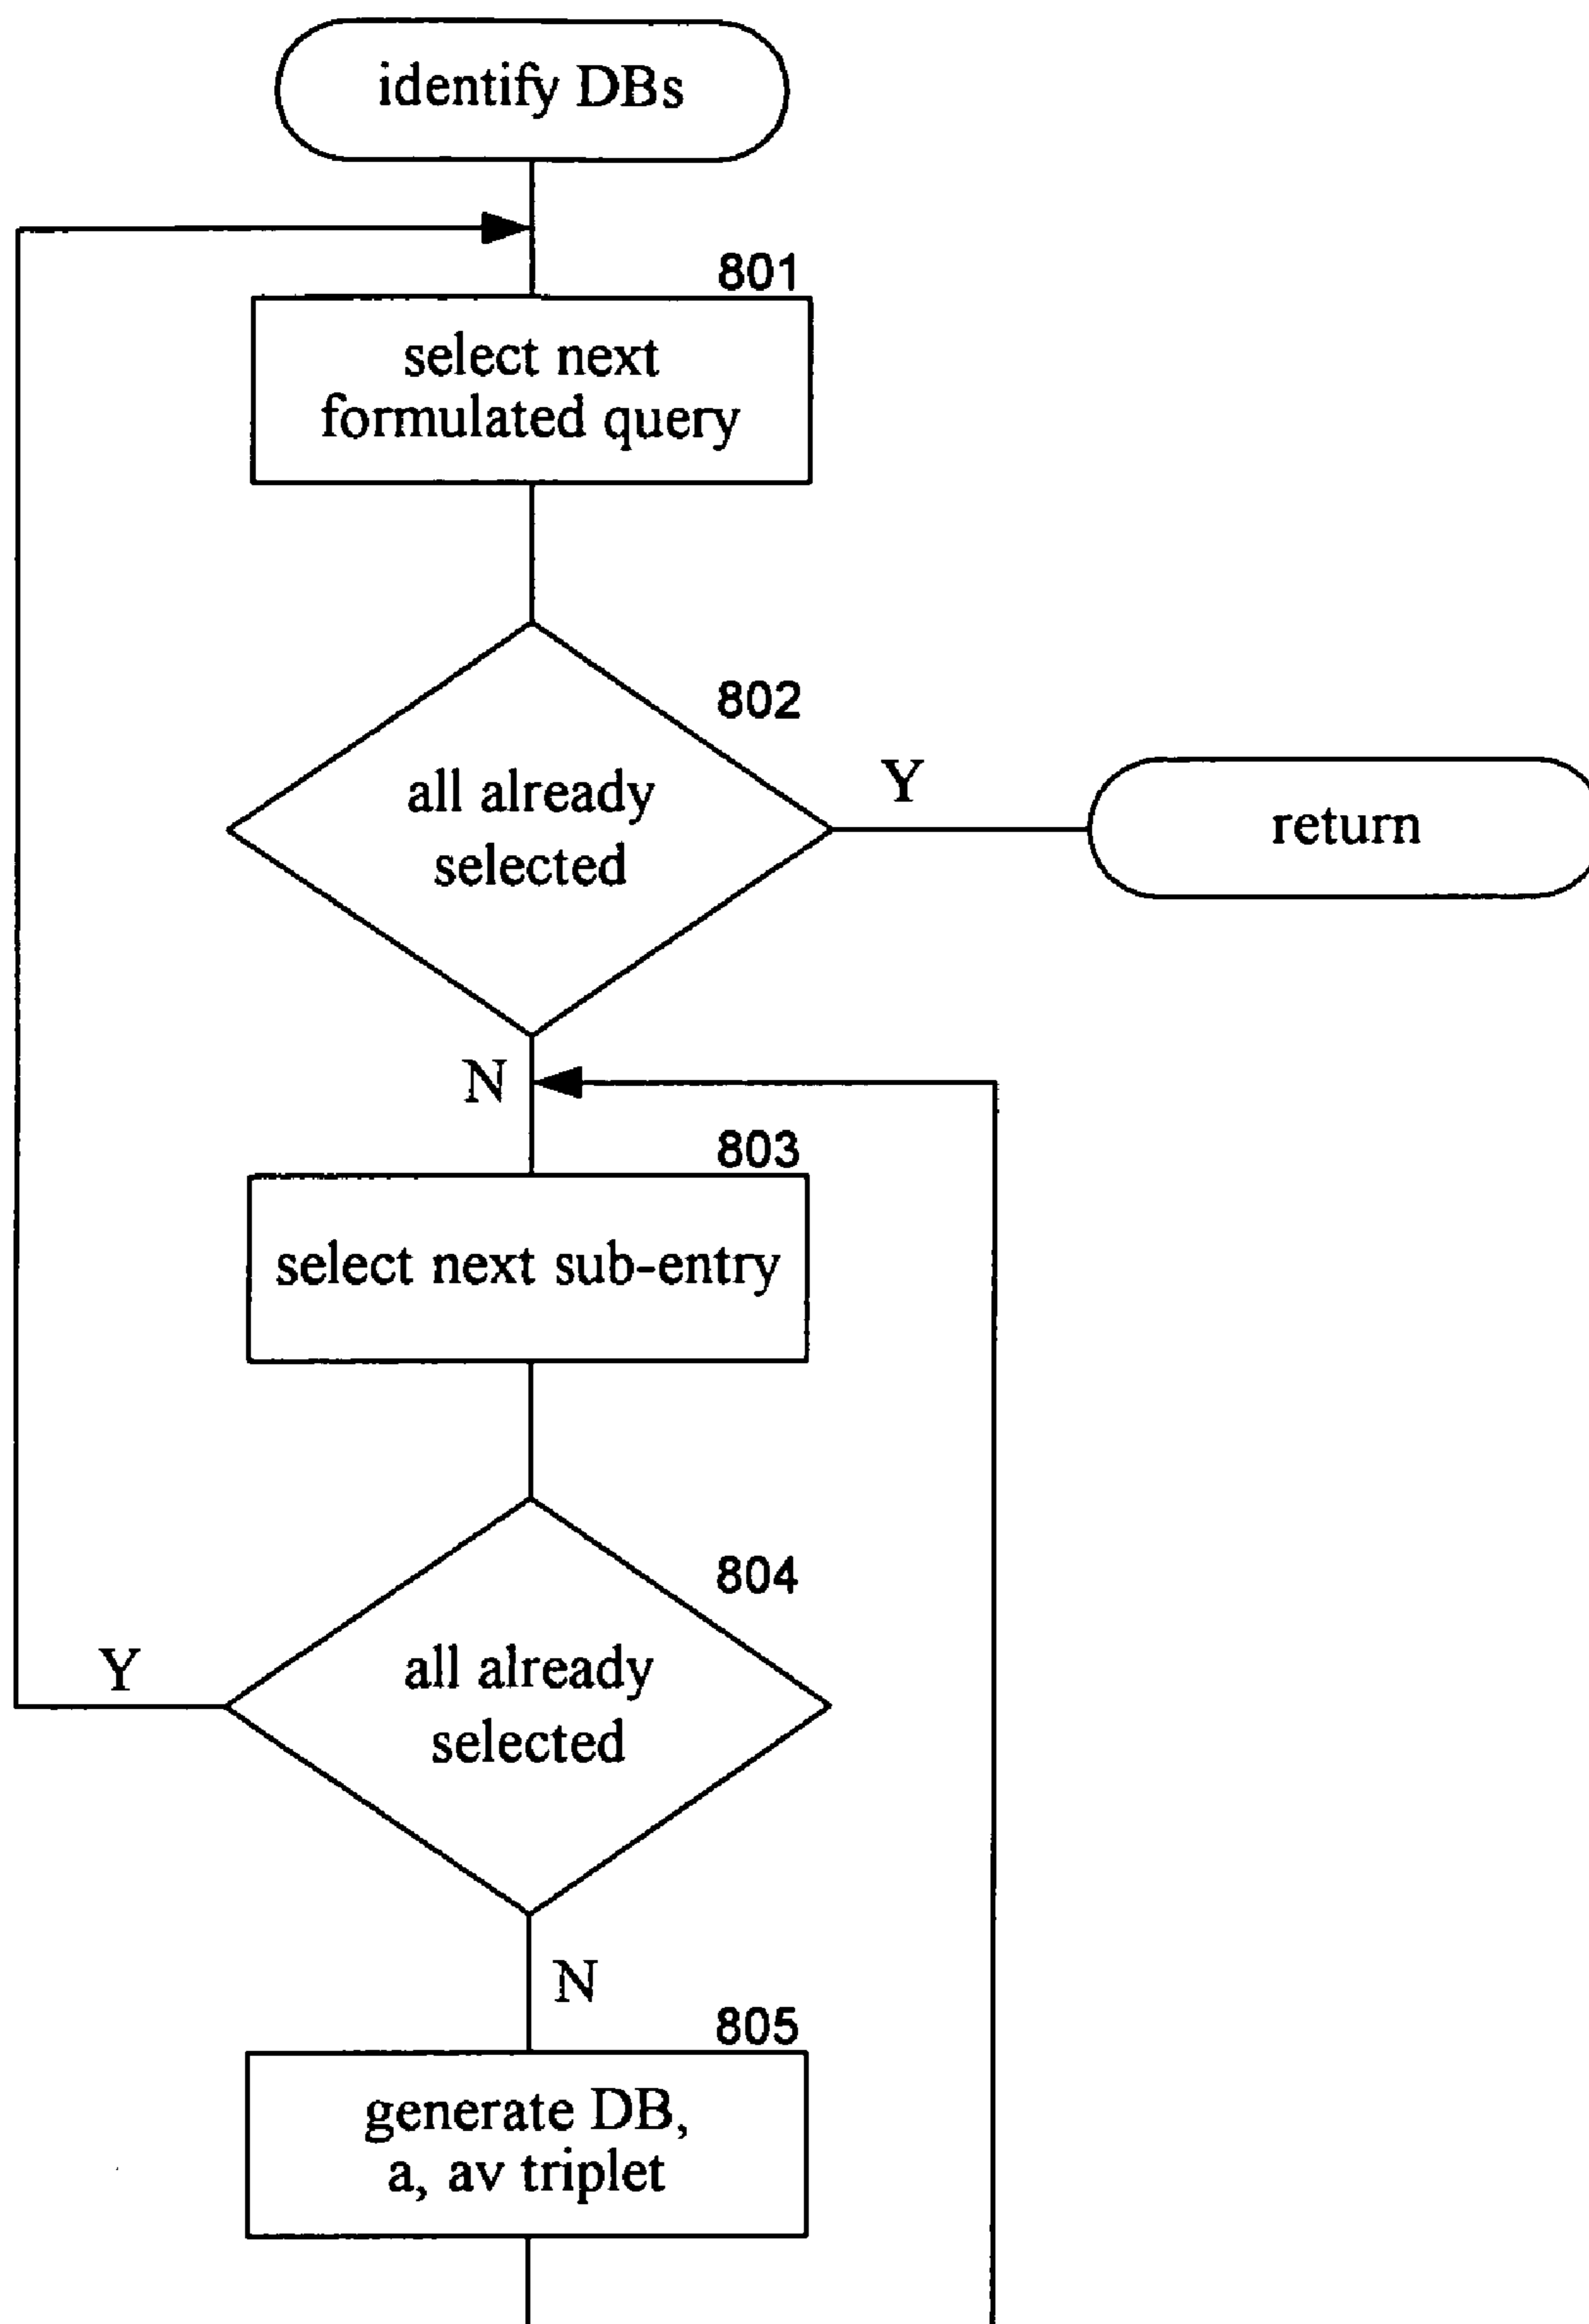 identify DBs
801
select next
formulated query
802
all already
selected
Y
return
N
803
select next sub-entry
804
all already
selected
Y
N
805
generate DB,
a, av triplet